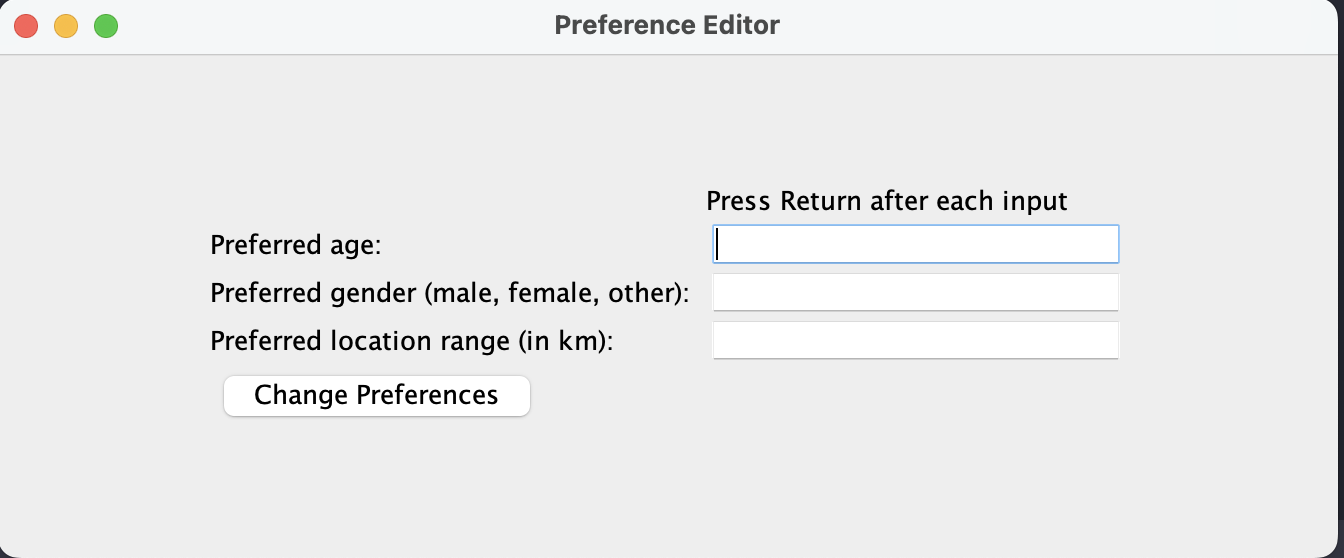 Preference Editor
Press Return after each input
Preferred age:
Preferred gender (male, female, other):
Preferred location range (in km):
Change Preferences